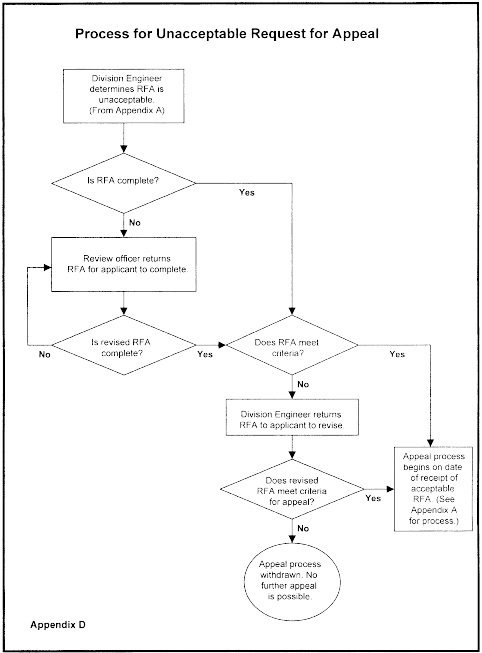 Process for Unacceptable Request for Appeal
Division Engineer
determines RFA is
unacceptable.
(From Appendix A)
Is RFA complete?
Yes
No
Review officer returns
RFA for applicant to complete.
Is revised RFA
complete?
No
Yes
Does RFA meet
criteria?
Yes
No
Division Engineer returns
RFA to applicant to revise.
Appeal process
begins on date
of receipt of
acceptable
RFA. (See
Appendix A
for process.)
Does revised
RFA meet criteria
for appeal?
Yes
No
Appeal process
withdrawn. No
further appeal
is possible.
Appendix D